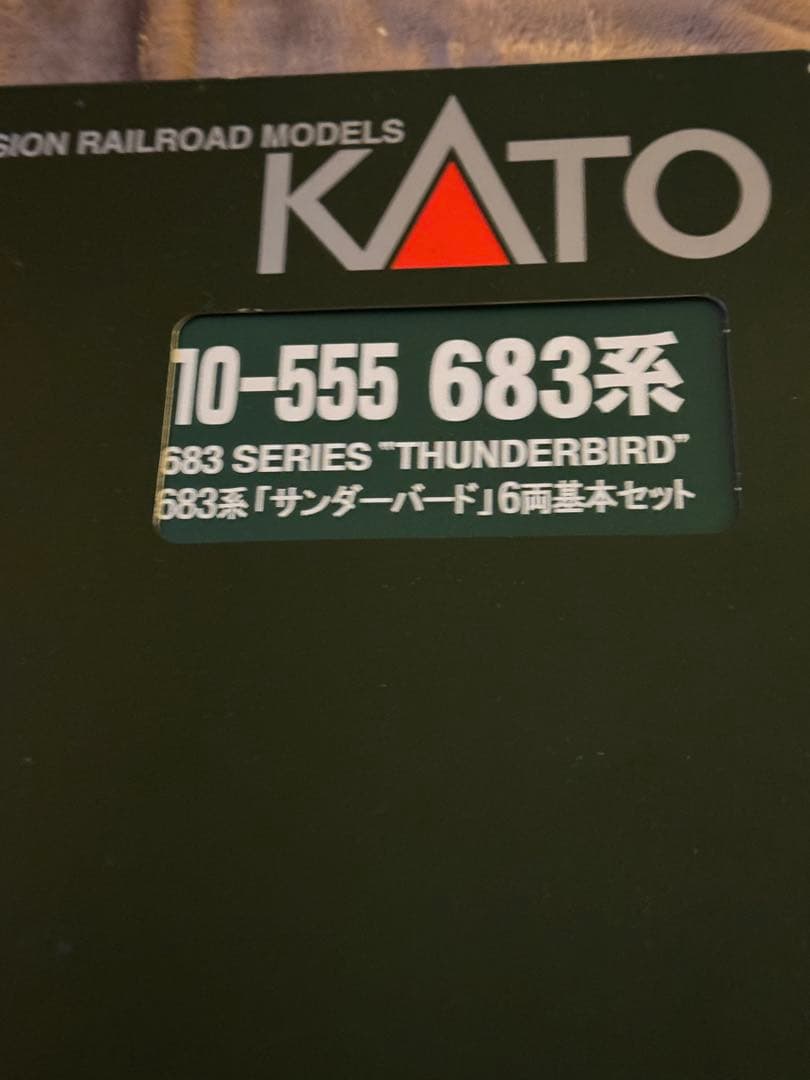 SION RAILROAD MODELS
KATO
10-555 683系
683 SERIES "THUNDERBIRD"
683系「サンダーバード」6両基本セット